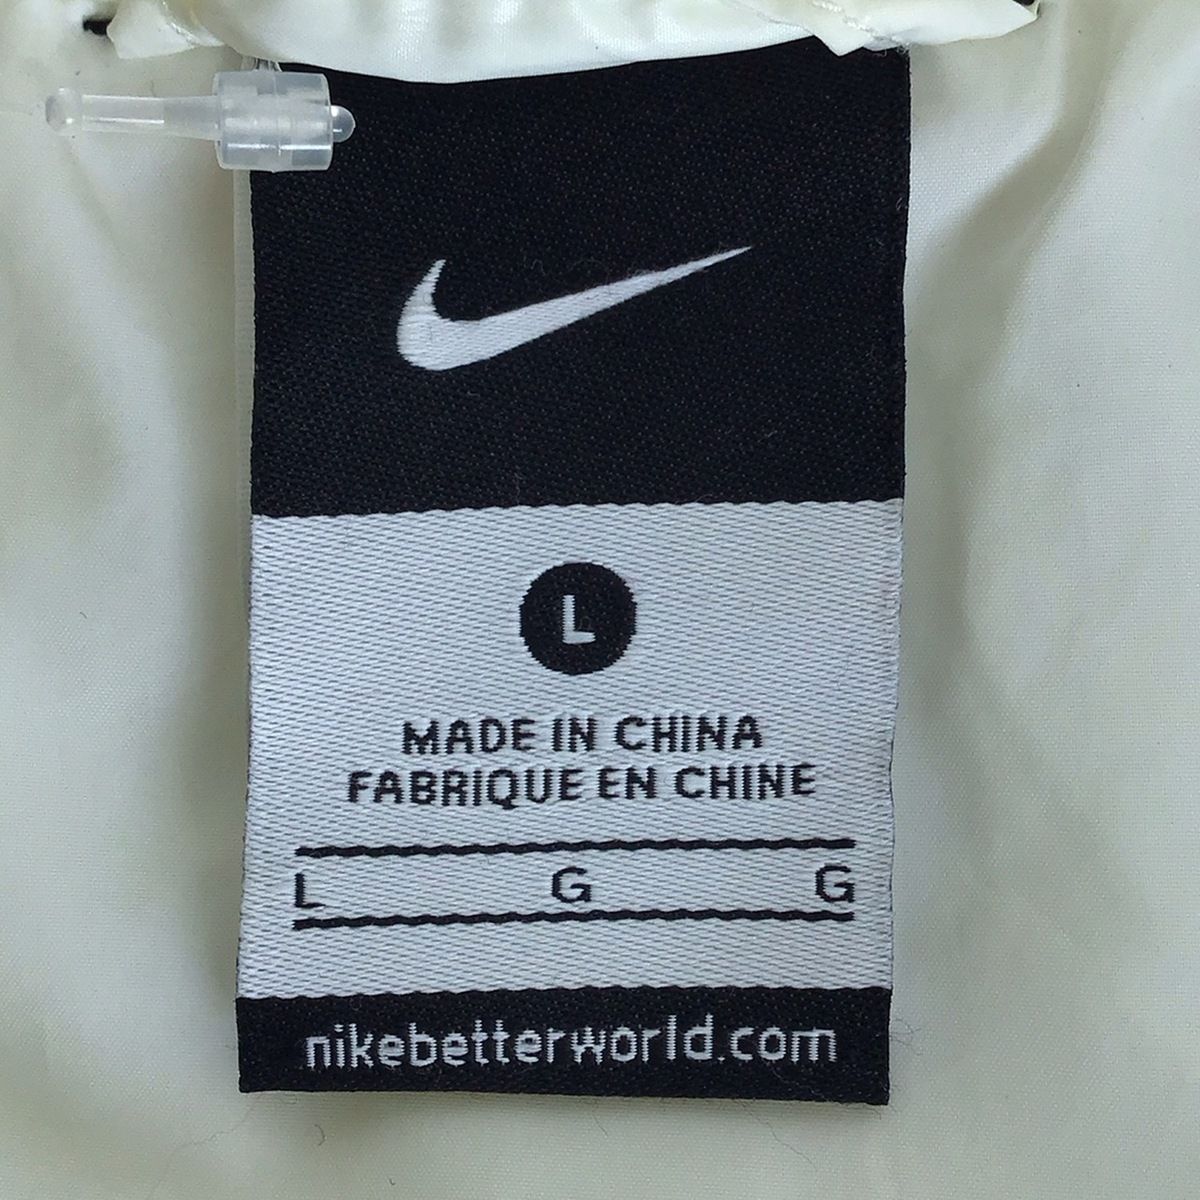 L
MADE IN CHINA
FABRIQUE EN CHINE
L G G
nikebetterworld.com